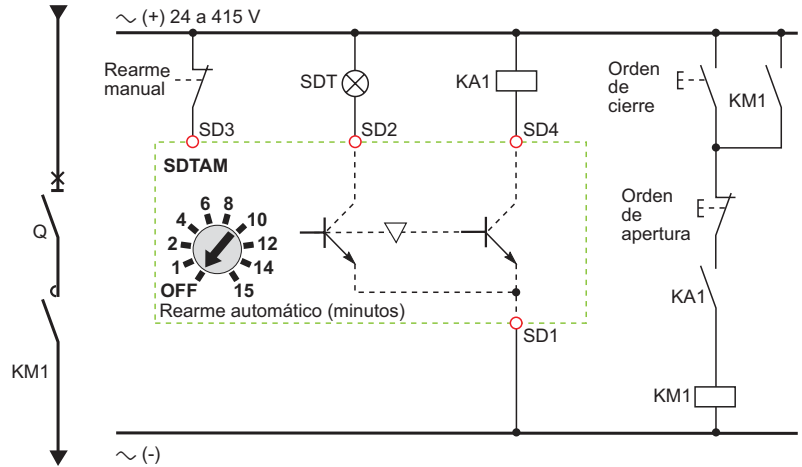 ∼ (+) 24 a 415 V
Rearme
manual
SDT
KA1
Orden
de
cierre
KM1
SD3
SD2
SD4
SDTAM
Q
KM1
OFF
1
2
4
6
8
10
12
14
15
Rearme automático (minutos)
SD1
Orden
de
apertura
KA1
KM1
∼ (-)